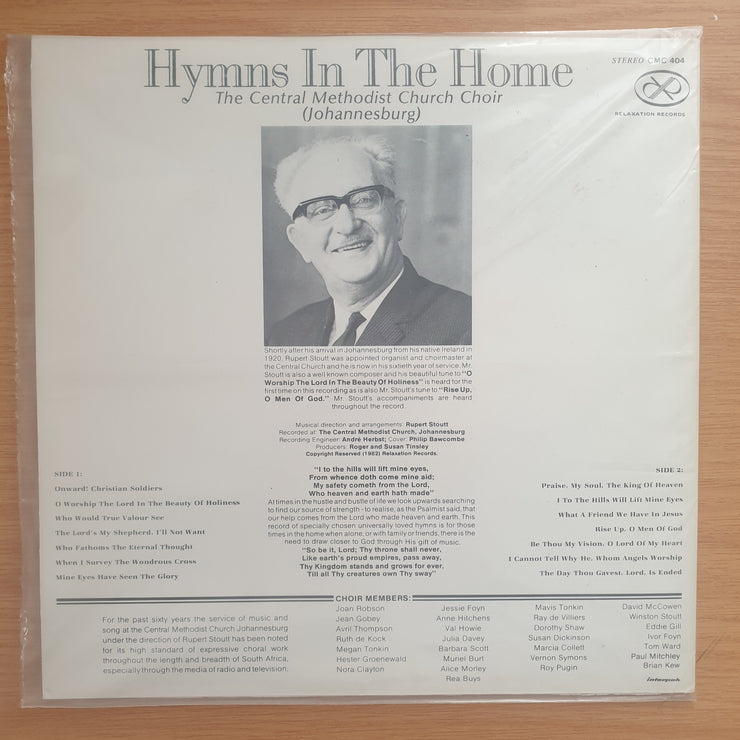 Hymns In The Home
The Central Methodist Church Choir
(Johannesburg)
STEREO CMC 404
RELAXATION RECORDS
Shortly after his arrival in Johannesburg from his native Ireland in
1920, Rupert Stoutt was appointed organist and choirmaster at
the Central Church and he is now in his sixtieth year of service. Mr.
Stoutt is also a well known composer and his beautiful tune to "O
Worship The Lord In The Beauty Of Holiness" is heard for the
first time on this recording as is also Mr. Stoutt's tune to "Rise Up,
O Men Of God." Mr. Stoutt's accompaniments are heard
throughout the record.
Musical direction and arrangements: Rupert Stoutt
Recorded at: The Central Methodist Church, Johannesburg
Recording Engineer: André Herbst; Cover: Philip Bawcombe
Producers: Roger and Susan Tinsley
Copyright Reserved (1982) Relaxation Records.
SIDE 1:
Onward! Christian Soldiers
O Worship The Lord In The Beauty Of Holiness
Who Would True Valour See
The Lord's My Shepherd, I'll Not Want
Who Fathoms The Eternal Thought
When I Survey The Wondrous Cross
Mine Eyes Have Seen The Glory
"I to the hills will lift mine eyes,
From whence doth come mine aid;
My safety cometh from the Lord,
Who heaven and earth hath made"
At times in the hustle and bustle of life we look upwards searching
to find our source of strength - to realise, as the Psalmist said, that
our help comes from the Lord who made heaven and earth. This
record of specially chosen universally loved hymns is for those
times in the home when alone, or with family or friends, there is the
need to draw closer to God through His gift of music.
"So be it, Lord; Thy throne shall never,
Like earth's proud empires, pass away,
Thy Kingdom stands and grows for ever,
Till all Thy creatures own Thy sway"
SIDE 2:
Praise, My Soul, The King Of Heaven
I To The Hills Will Lift Mine Eyes
What A Friend We Have In Jesus
Rise Up, O Men Of God
Be Thou My Vision, O Lord Of My Heart
I Cannot Tell Why He, Whom Angels Worship
The Day Thou Gavest, Lord, Is Ended
For the past sixty years the service of music and
song at the Central Methodist Church Johannesburg
under the direction of Rupert Stoutt has been noted
for its high standard of expressive choral work
throughout the length and breadth of South Africa,
especially through the media of radio and television.
CHOIR MEMBERS:
Joan Robson
Jean Gobey
Avril Thompson
Ruth de Kock
Megan Tonkin
Hester Groenewald
Nora Clayton
Jessie Foyn
Anne Hitchens
Val Howie
Julia Davey
Barbara Scott
Muriel Burt
Alice Morley
Rea Buys
Mavis Tonkin
Ray de Villiers
Dorothy Shaw
Susan Dickinson
Marcia Collett
Vernon Symons
Roy Pugin
David McCowen
Winston Stoutt
Eddie Gill
Ivor Foyn
Tom Ward
Paul Mitchley
Brian Kew
interpak